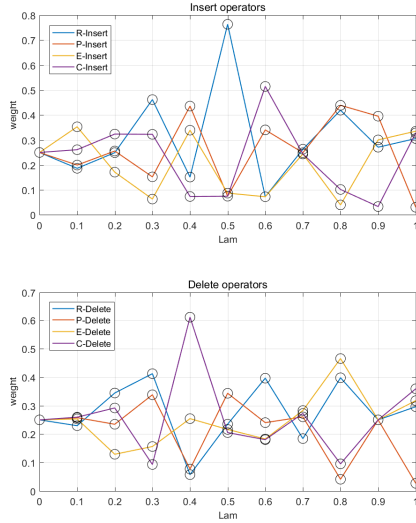 Insert operators
R-Insert
P-Insert
E-Insert
C-Insert
0.8
0.7
0.6
0.5
0.4
0.3
0.2
0.1
0
weight
0 0.1 0.2 0.3 0.4 0.5 0.6 0.7 0.8 0.9 1
Lam
Delete operators
R-Delete
P-Delete
E-Delete
C-Delete
0.7
0.6
0.5
0.4
0.3
0.2
0.1
0
weight
0 0.1 0.2 0.3 0.4 0.5 0.6 0.7 0.8 0.9 1
Lam